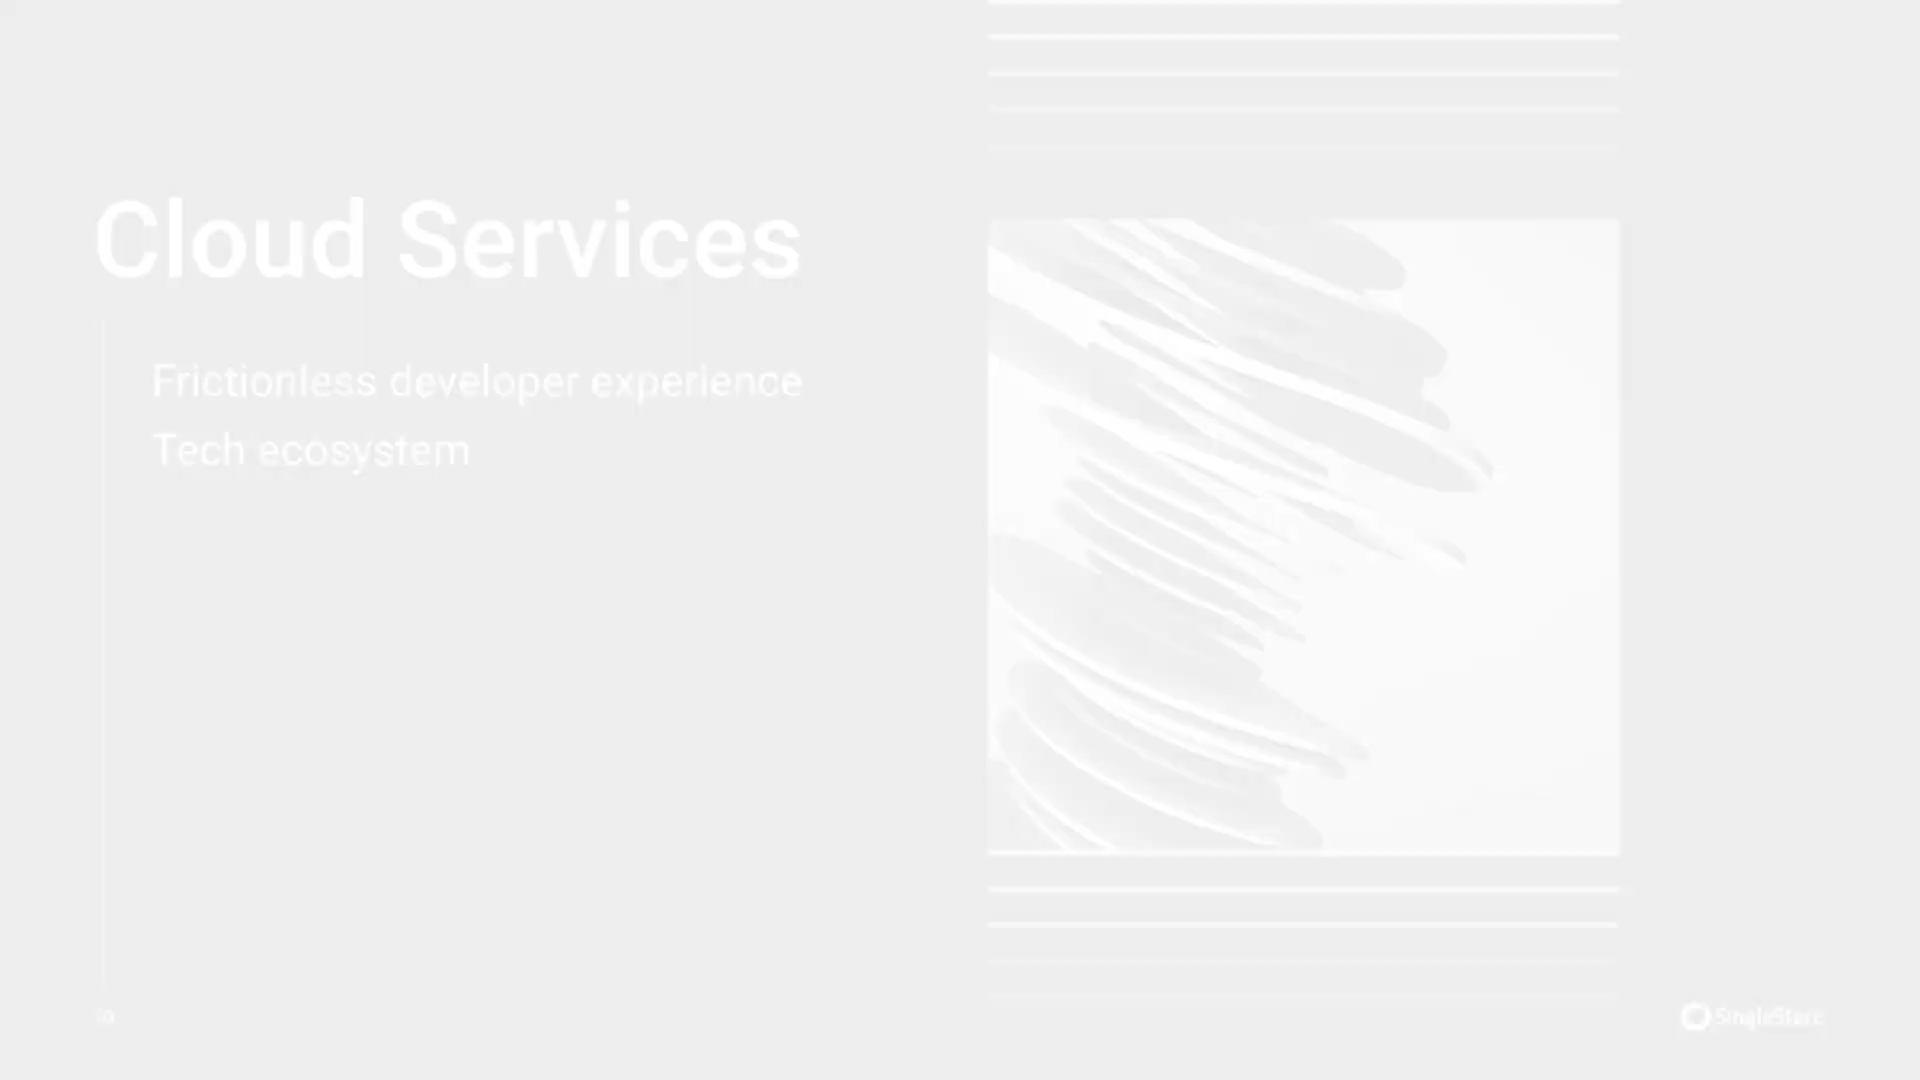 Cloud Services
Frictionless developer experience
Tech ecosystem
SingleStore